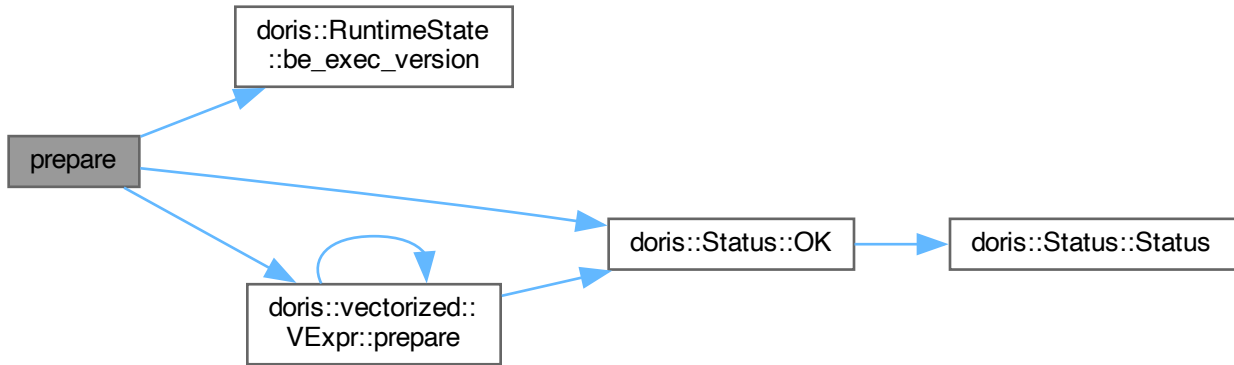 doris::RuntimeState
::be_exec_version
prepare
doris::Status::OK
doris::Status::Status
doris::vectorized::
VExpr::prepare